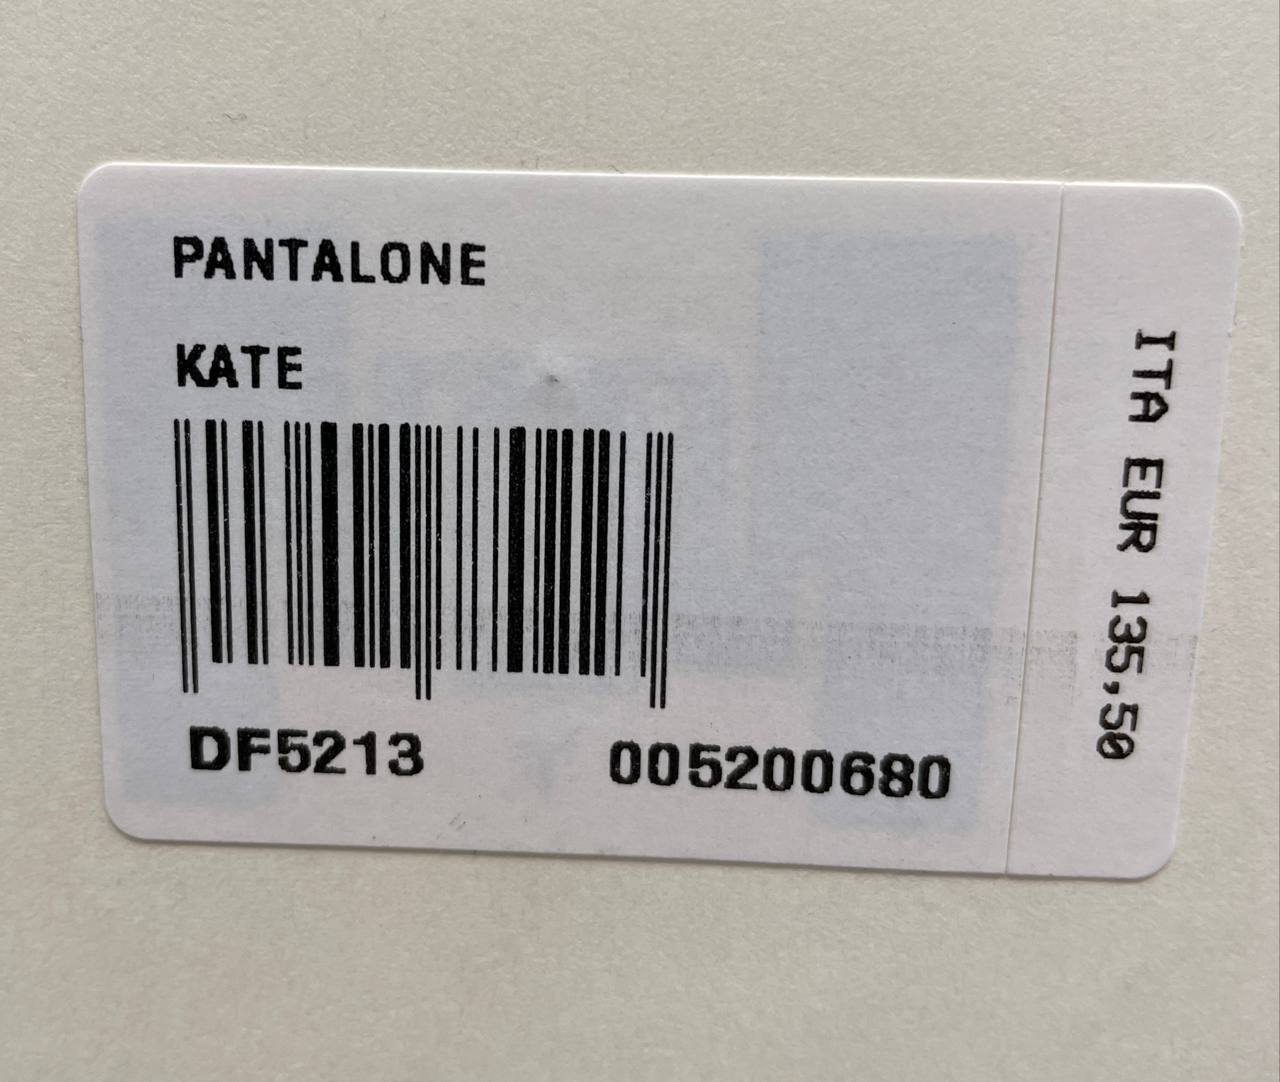 PANTALONE
KATE
DF5213 005200680
ITA EUR 135,50